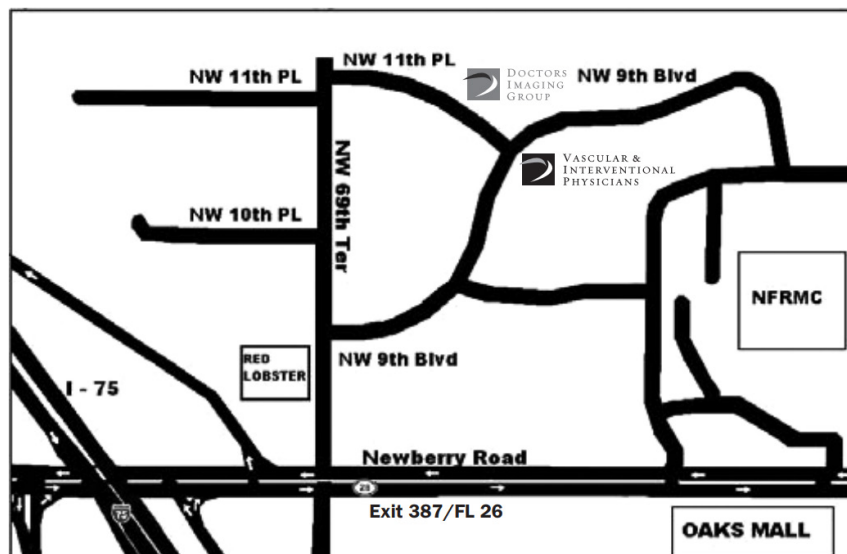 NW 11th PL
NW 11th PL
DOCTORS
IMAGING
GROUP
NW 9th Blvd
VASCULAR &
INTERVENTIONAL
PHYSICIANS
NW 69th Ter
NW 10th PL
NFRMC
RED
LOBSTER
NW 9th Blvd
I - 75
Newberry Road
26
75
Exit 387/FL 26
OAKS MALL